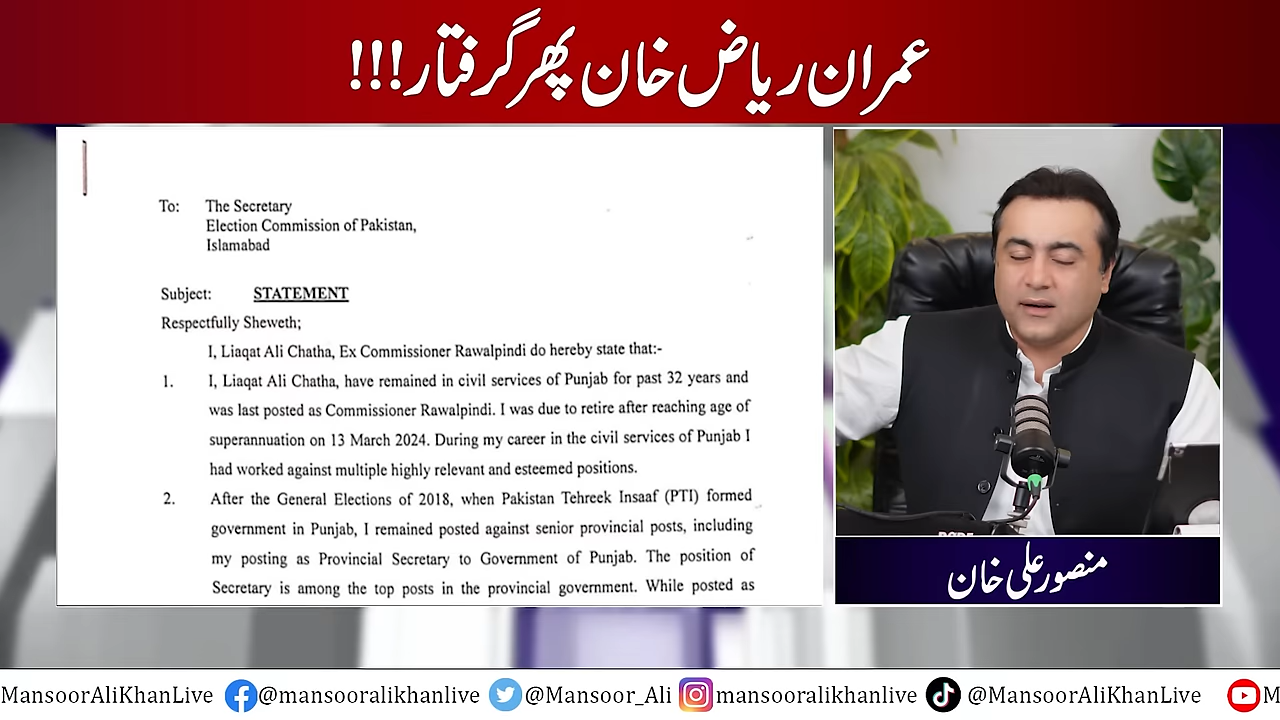 عمران ریاض خان پھر گرفتار!!!
To: The Secretary
Election Commission of Pakistan,
Islamabad
Subject: STATEMENT
Respectfully Sheweth;
I, Liaqat Ali Chatha, Ex Commissioner Rawalpindi do hereby state that:-
1. I, Liaqat Ali Chatha, have remained in civil services of Punjab for past 32 years and
was last posted as Commissioner Rawalpindi. I was due to retire after reaching age of
superannuation on 13 March 2024. During my career in the civil services of Punjab I
had worked against multiple highly relevant and esteemed positions.
2. After the General Elections of 2018, when Pakistan Tehreek Insaaf (PTI) formed
government in Punjab, I remained posted against senior provincial posts, including
my posting as Provincial Secretary to Government of Punjab. The position of
Secretary is among the top posts in the provincial government. While posted as
منصور علی خان
MansoorAliKhanLive @mansooralikhanlive @Mansoor_Ali mansooralikhanlive @MansoorAliKhanLive M